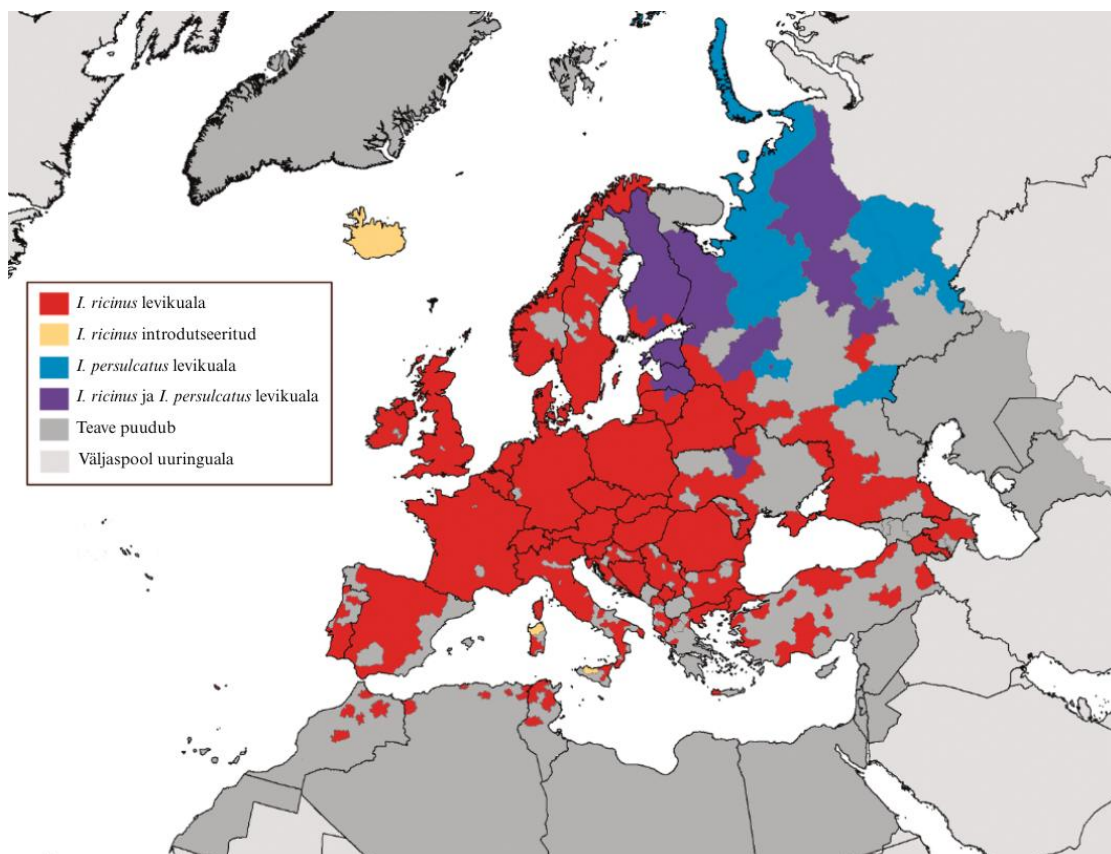 I. ricinus levikuala
I. ricinus introdutseeritud
I. persulcatus levikuala
I. ricinus ja I. persulcatus levikuala
Teave puudub
Väljaspool uuringuala